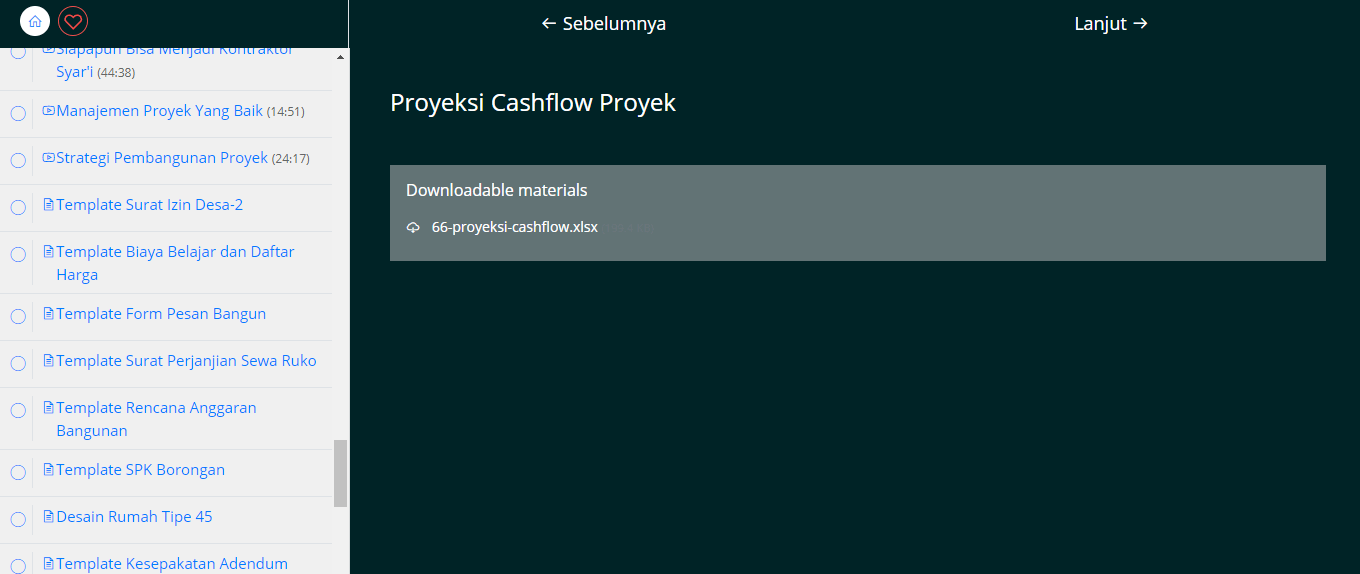 ← Sebelumnya
Lanjut →
Siapapun Bisa Menjadi Kontraktor
Syar'i (44:38)
Manajemen Proyek Yang Baik (14:51)
Strategi Pembangunan Proyek (24:17)
Template Surat Izin Desa-2
Template Biaya Belajar dan Daftar
Harga
Template Form Pesan Bangun
Template Surat Perjanjian Sewa Ruko
Template Rencana Anggaran
Bangunan
Template SPK Borongan
Desain Rumah Tipe 45
Template Kesepakatan Adendum
Proyeksi Cashflow Proyek
Downloadable materials
66-proyeksi-cashflow.xlsx